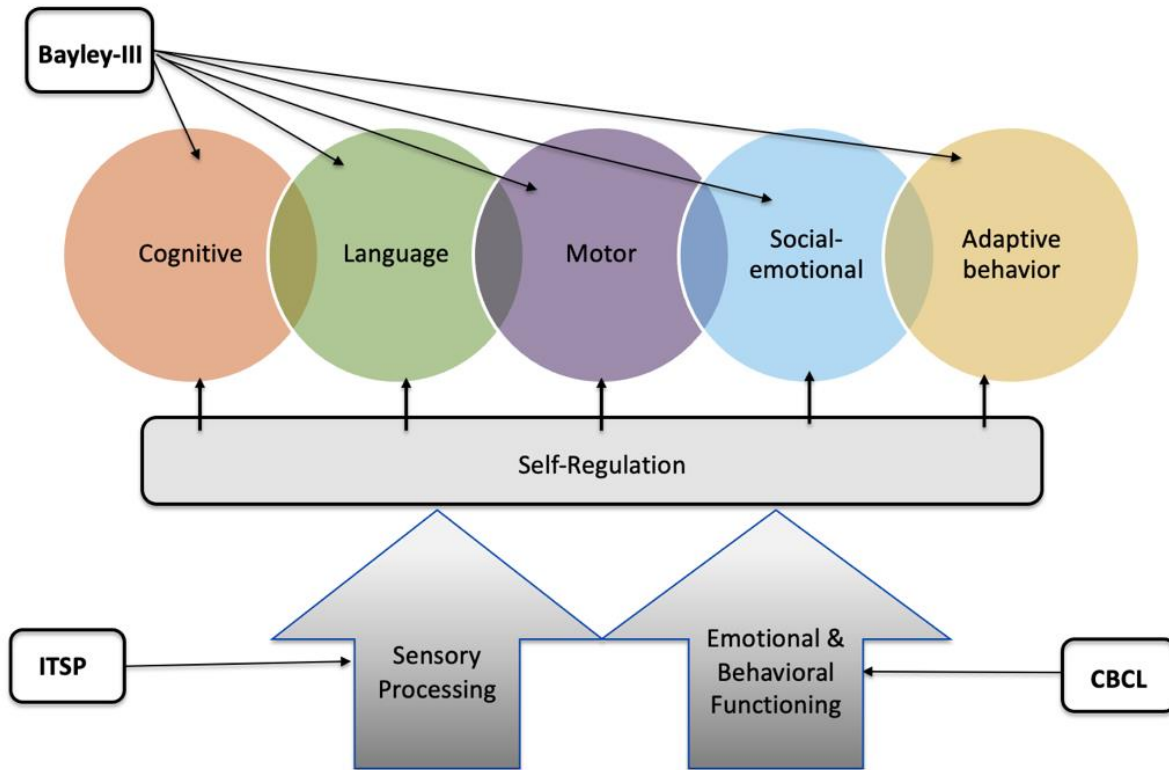 Bayley-III
Cognitive
Language
Motor
Social-
emotional
Adaptive
behavior
Self-Regulation
ITSP
Sensory
Processing
Emotional &
Behavioral
Functioning
CBCL